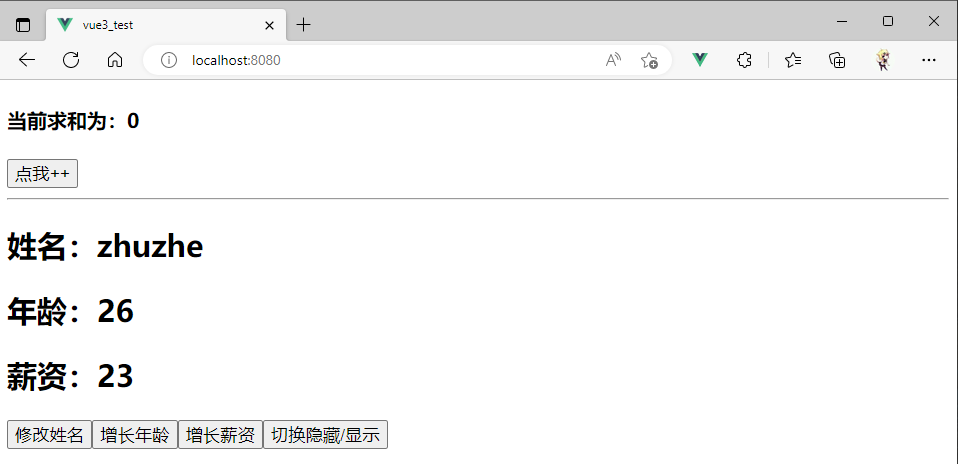 vue3_test
localhost:8080
当前求和为：0
点我++
姓名：zhuzhe
年龄：26
薪资：23
修改姓名 增长年龄 增长薪资 切换隐藏/显示